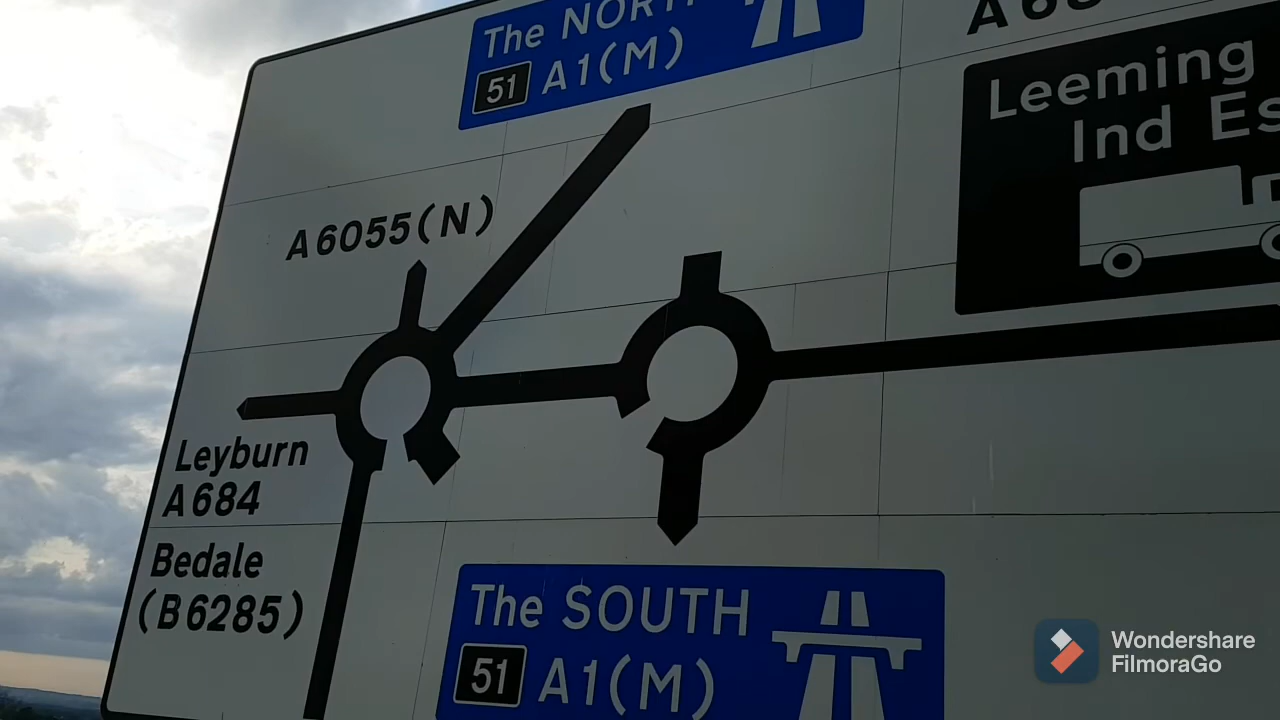 The NORTH
51 A1(M)
A6055(N)
Leeming
Ind Es
Leyburn
A684
Bedale
(B6285)
The SOUTH
51 A1(M)
Wondershare
FilmoraGo